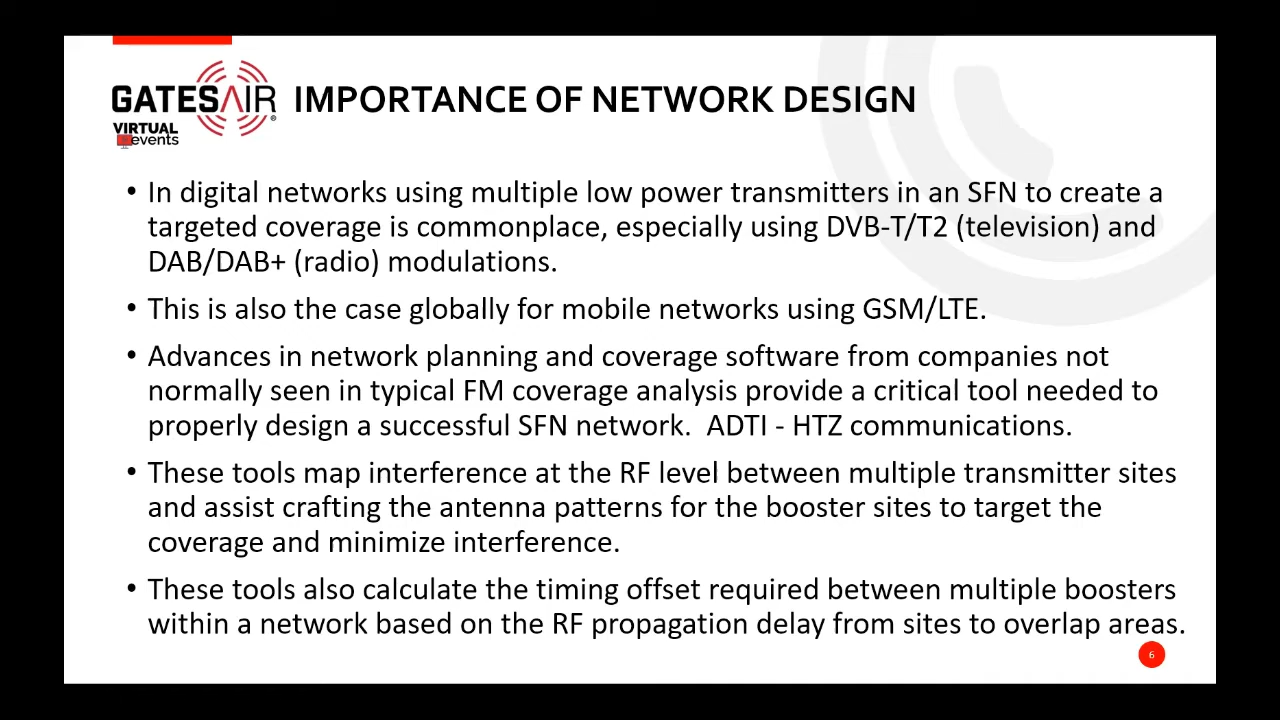 GATESAIR
VIRTUAL
events
IMPORTANCE OF NETWORK DESIGN
• In digital networks using multiple low power transmitters in an SFN to create a
targeted coverage is commonplace, especially using DVB-T/T2 (television) and
DAB/DAB+ (radio) modulations.
• This is also the case globally for mobile networks using GSM/LTE.
• Advances in network planning and coverage software from companies not
normally seen in typical FM coverage analysis provide a critical tool needed to
properly design a successful SFN network.  ADTI - HTZ communications.
• These tools map interference at the RF level between multiple transmitter sites
and assist crafting the antenna patterns for the booster sites to target the
coverage and minimize interference.
• These tools also calculate the timing offset required between multiple boosters
within a network based on the RF propagation delay from sites to overlap areas.
6